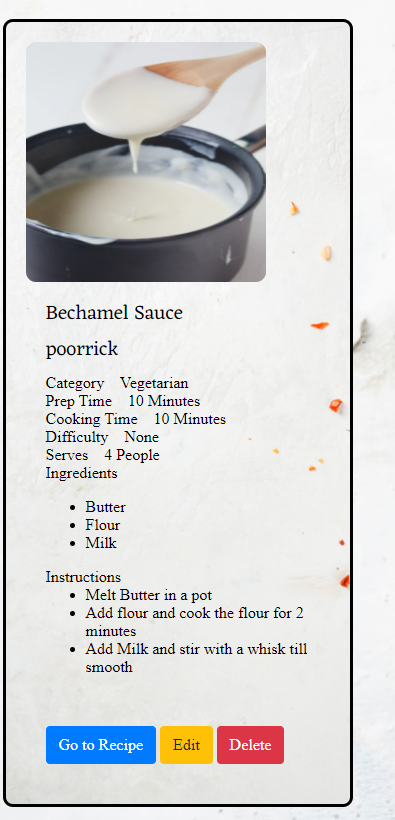 Bechamel Sauce
poorrick
Category Vegetarian
Prep Time 10 Minutes
Cooking Time 10 Minutes
Difficulty None
Serves 4 People
Ingredients
Butter
Flour
Milk
Instructions
Melt Butter in a pot
Add flour and cook the flour for 2
minutes
Add Milk and stir with a whisk till
smooth
Go to Recipe Edit Delete